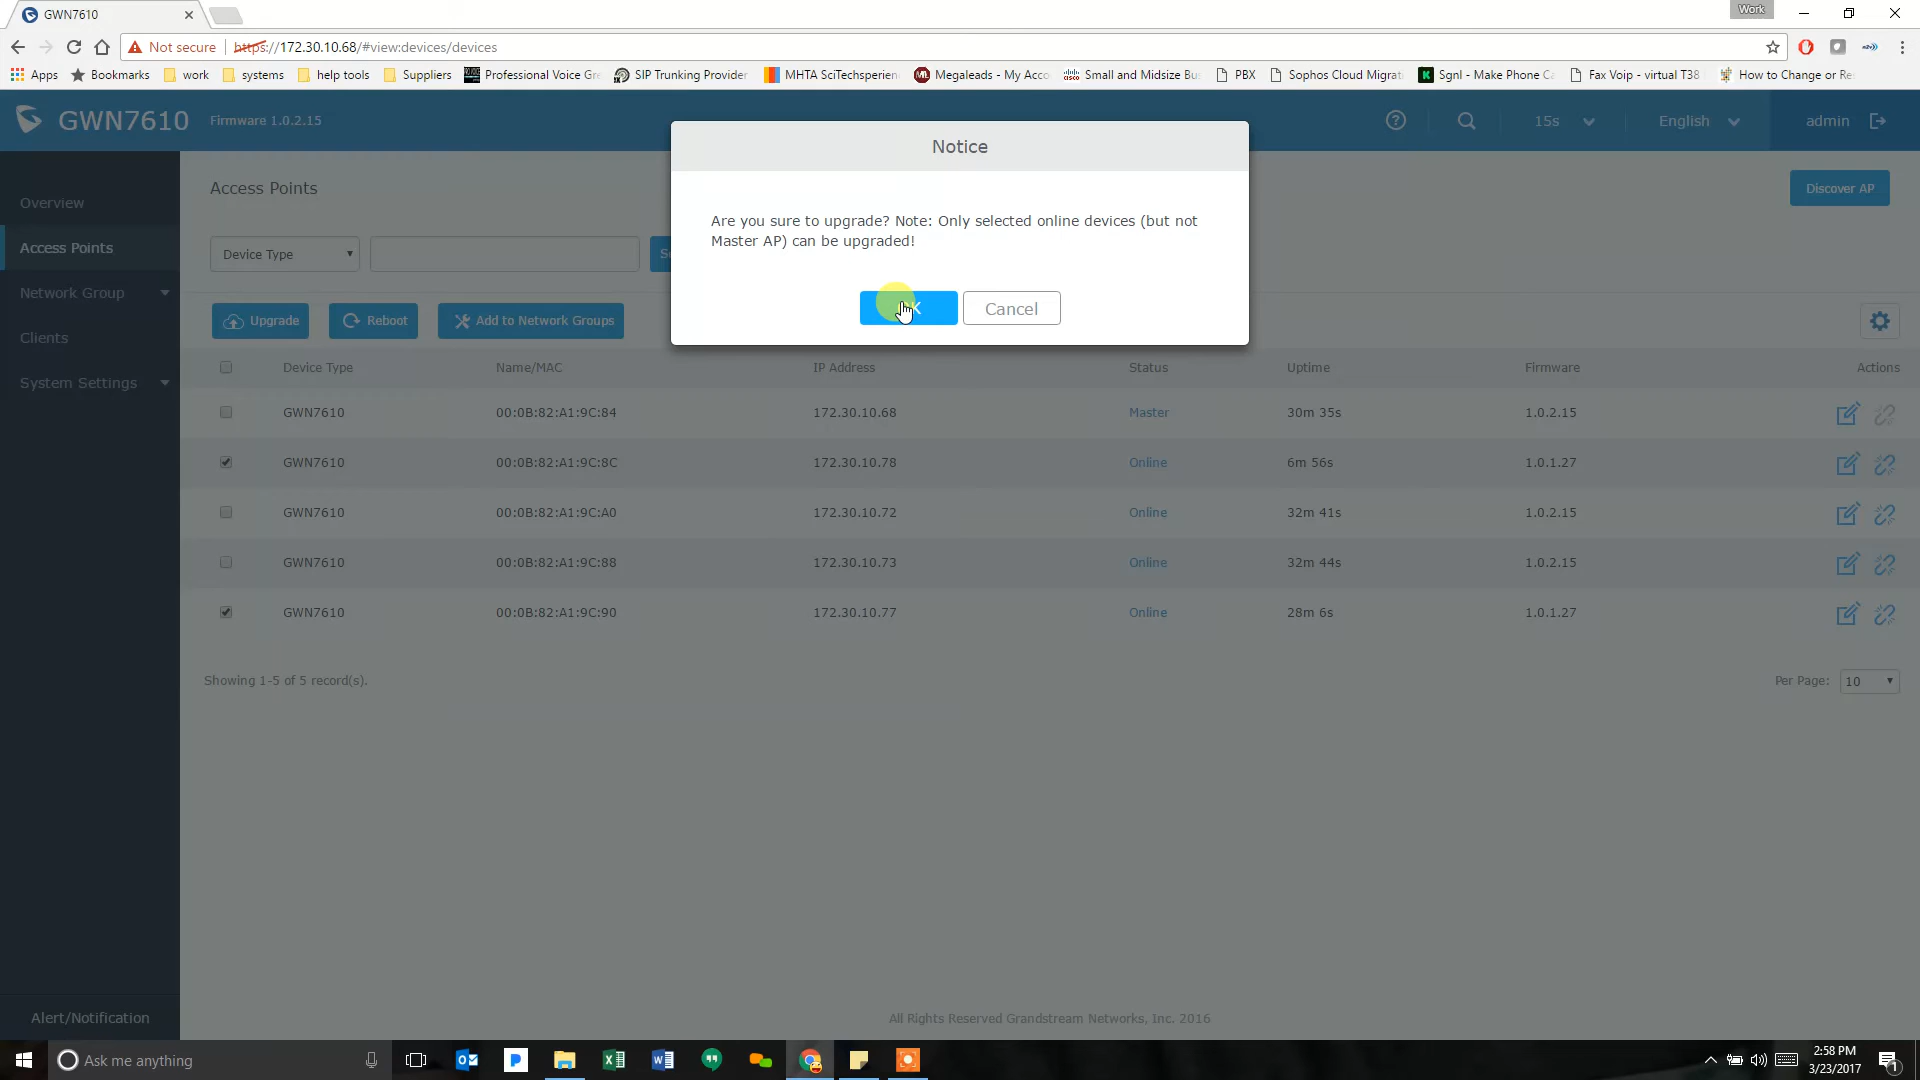 GWN7610
Work
Not secure https://172.30.10.68/#view:devices/devices
Apps Bookmarks work systems help tools Suppliers Professional Voice Gre SIP Trunking Provider MHTA SciTechsperien Megaleads - My Acco Small and Midsize Bus PBX Sophos Cloud Migrati Sgnl - Make Phone Ca Fax Voip - virtual T38 How to Change or Re
GWN7610 Firmware 1.0.2.15
15s English admin
Notice
Are you sure to upgrade? Note: Only selected online devices (but not
Master AP) can be upgraded!
Cancel
Overview
Access Points
Network Group
Clients
System Settings
Alert/Notification
Access Points
Discover AP
Device Type
Upgrade Reboot Add to Network Groups
Device Type Name/MAC IP Address Status Uptime Firmware Actions
GWN7610 00:0B:82:A1:9C:84 172.30.10.68 Master 30m 35s 1.0.2.15
GWN7610 00:0B:82:A1:9C:8C 172.30.10.78 Online 6m 56s 1.0.1.27
GWN7610 00:0B:82:A1:9C:A0 172.30.10.72 Online 32m 41s 1.0.2.15
GWN7610 00:0B:82:A1:9C:88 172.30.10.73 Online 32m 44s 1.0.2.15
GWN7610 00:0B:82:A1:9C:90 172.30.10.77 Online 28m 6s 1.0.1.27
Showing 1-5 of 5 record(s).
Per Page: 10
All Rights Reserved Grandstream Networks, Inc. 2016
Ask me anything
2:58 PM
3/23/2017